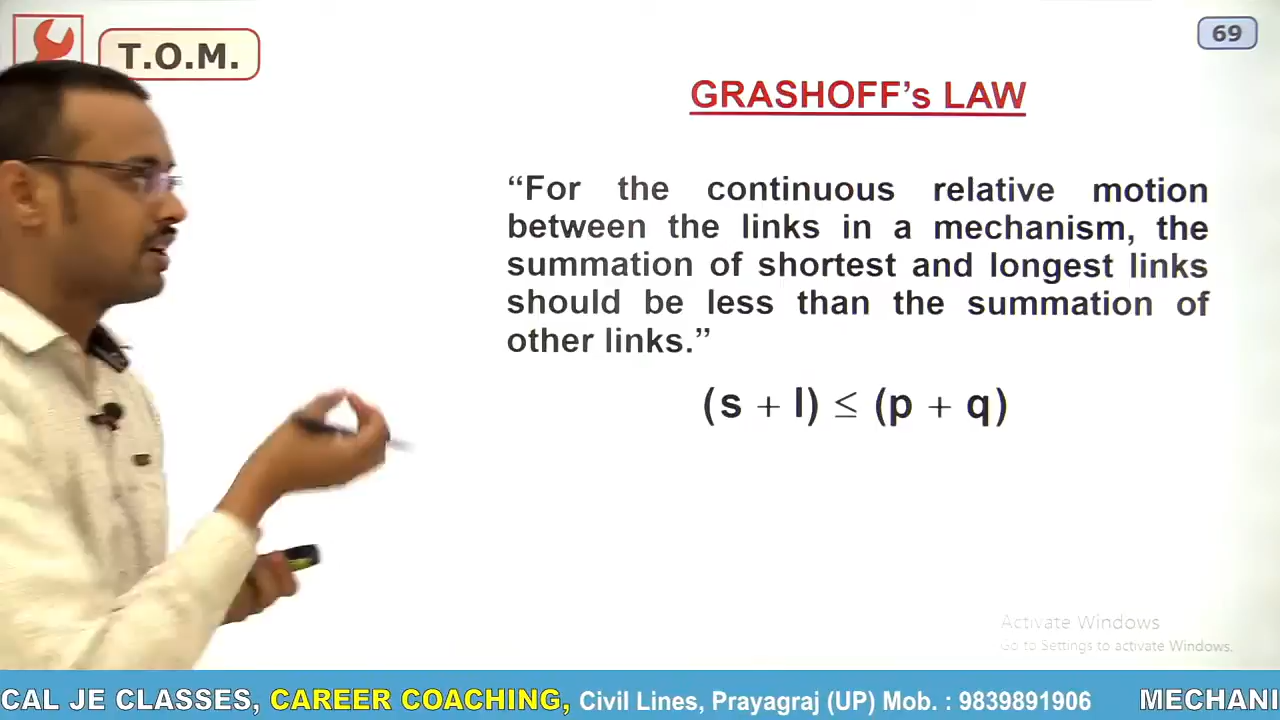 T.O.M.
69
GRASHOFF’s LAW
“For the continuous relative motion
between the links in a mechanism, the
summation of shortest and longest links
should be less than the summation of
other links.”
(s + l) ≤ (p + q)
Activate Windows
Go to Settings to activate Windows.
CAL JE CLASSES, CAREER COACHING, Civil Lines, Prayagraj (UP) Mob. : 9839891906 MECHANI